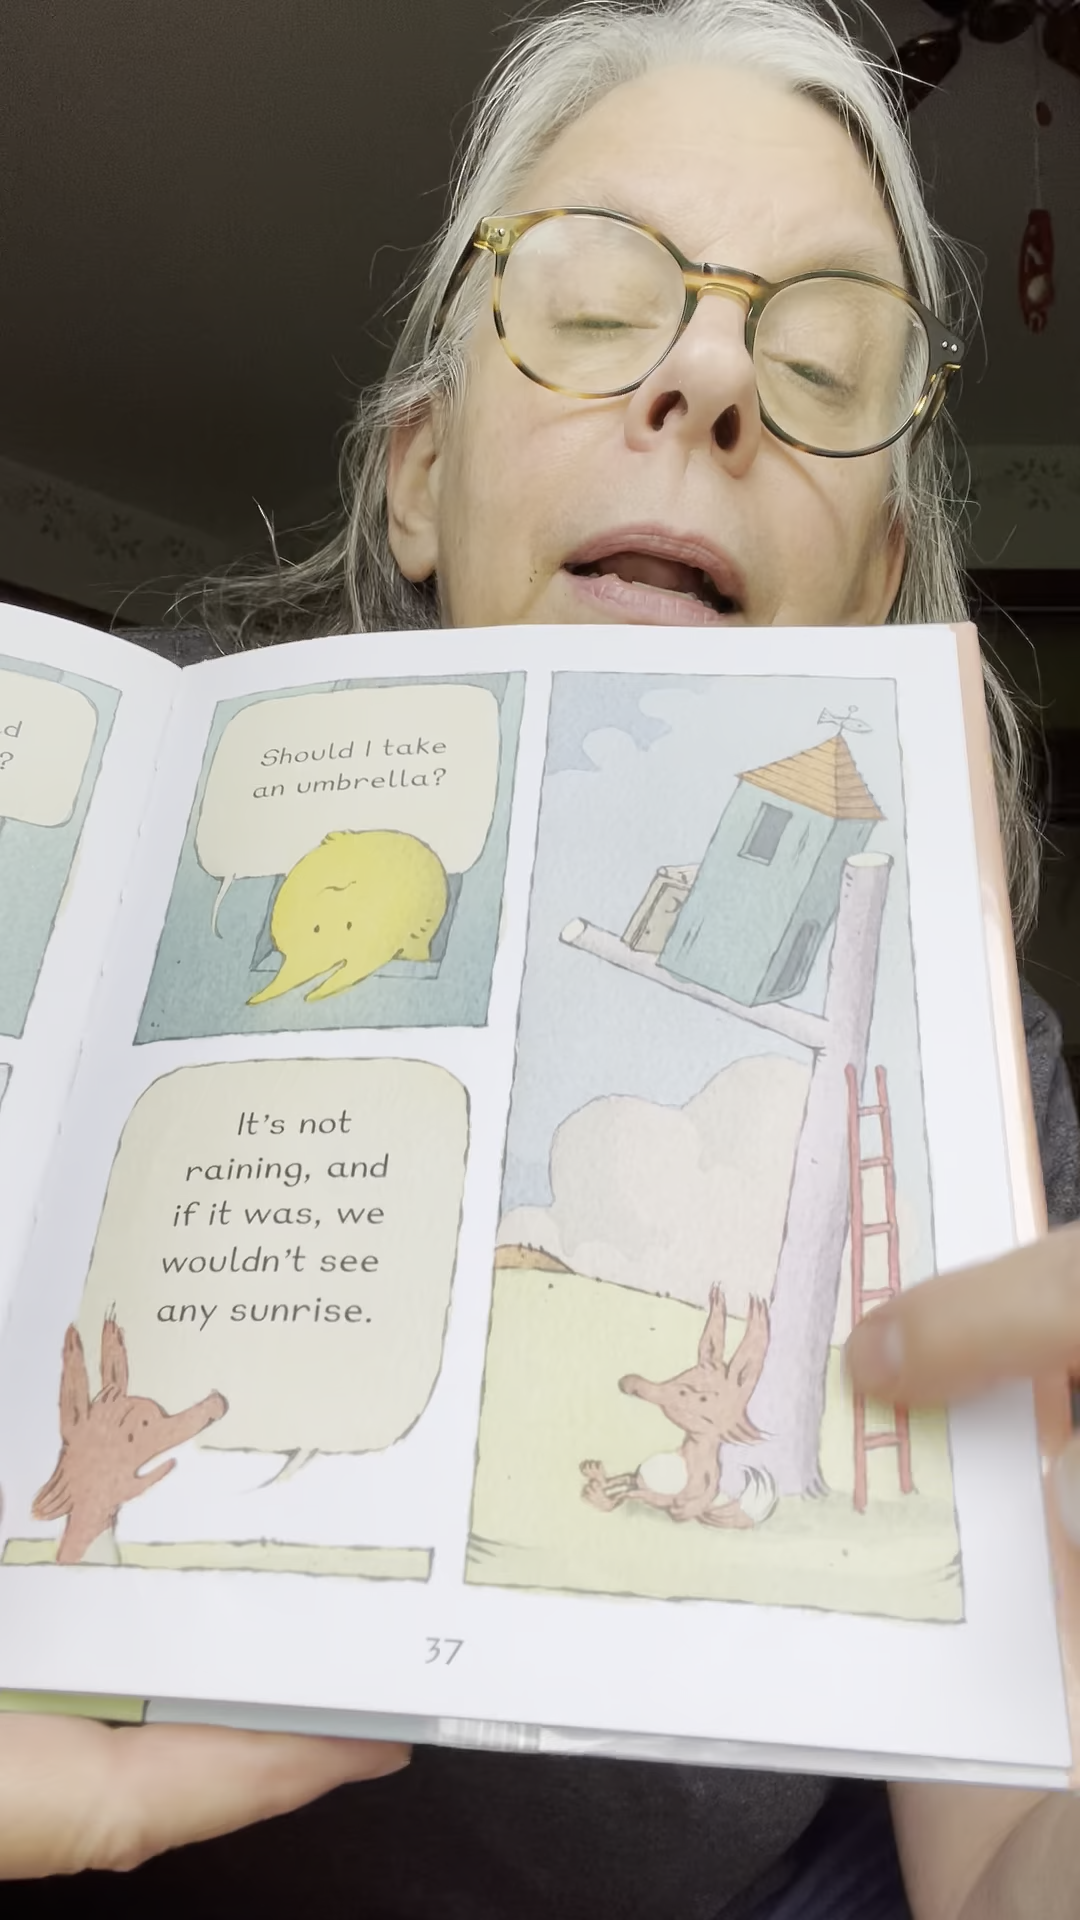 ?
Should I take
an umbrella?
It's not
raining, and
if it was, we
wouldn't see
any sunrise.
37